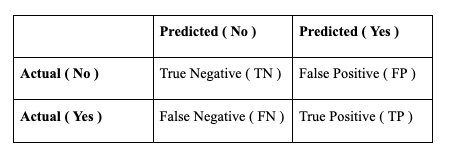 Predicted ( No ) Predicted ( Yes )
Actual ( No ) True Negative ( TN ) False Positive ( FP )
Actual ( Yes ) False Negative ( FN ) True Positive ( TP )